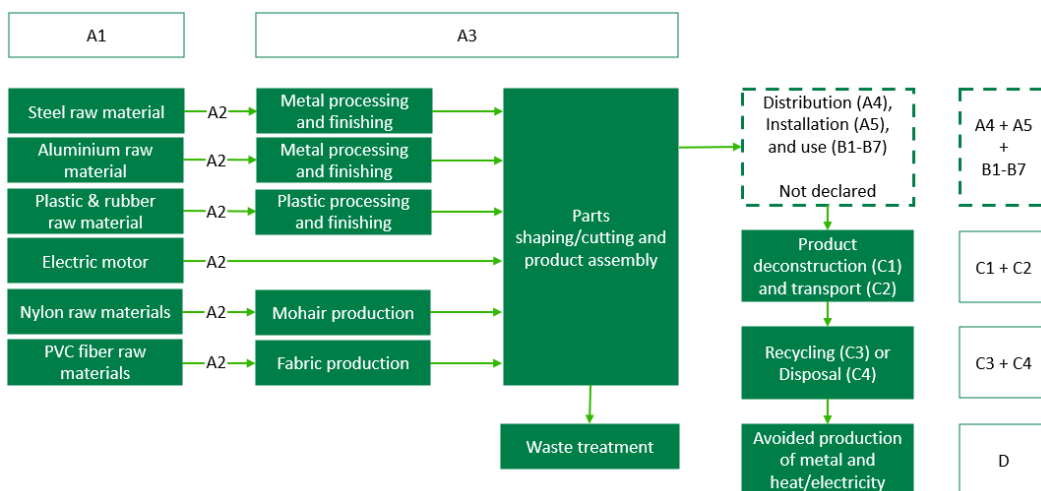 A1
A3
Steel raw material
A2
Metal processing
and finishing
Aluminium raw
material
A2
Metal processing
and finishing
Plastic & rubber
raw material
A2
Plastic processing
and finishing
Electric motor
A2
Nylon raw materials
A2
Mohair production
PVC fiber raw
materials
A2
Fabric production
Parts
shaping/cutting and
product assembly
Waste treatment
Distribution (A4),
Installation (A5),
and use (B1-B7)
Not declared
A4 + A5
+
B1-B7
Product
deconstruction (C1)
and transport (C2)
C1 + C2
Recycling (C3) or
Disposal (C4)
C3 + C4
Avoided production
of metal and
heat/electricity
D